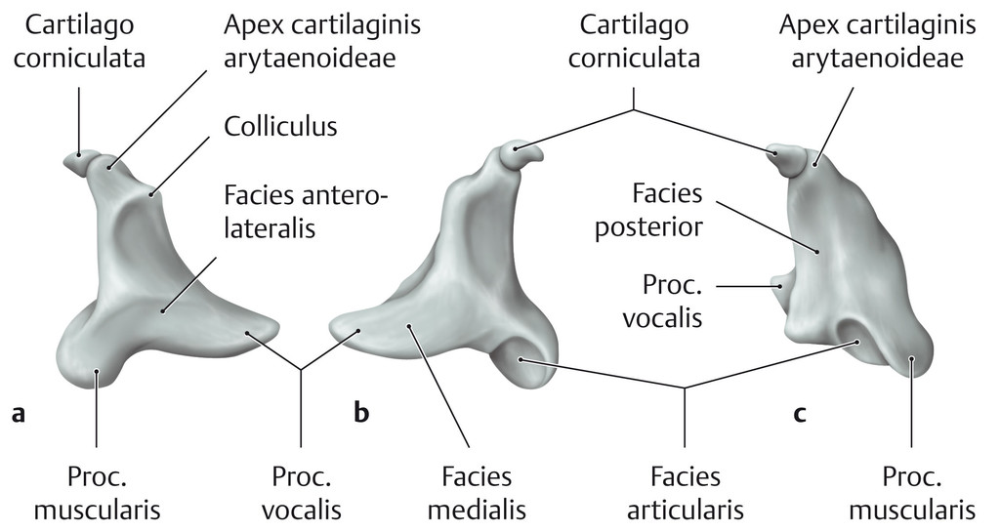 Cartilago
corniculata
Apex cartilaginis
arytaenoideae
Colliculus
Facies antero-
lateralis
Cartilago
corniculata
Apex cartilaginis
arytaenoideae
Facies
posterior
Proc.
vocalis
a
b
c
Proc.
muscularis
Proc.
vocalis
Facies
medialis
Facies
articularis
Proc.
muscularis